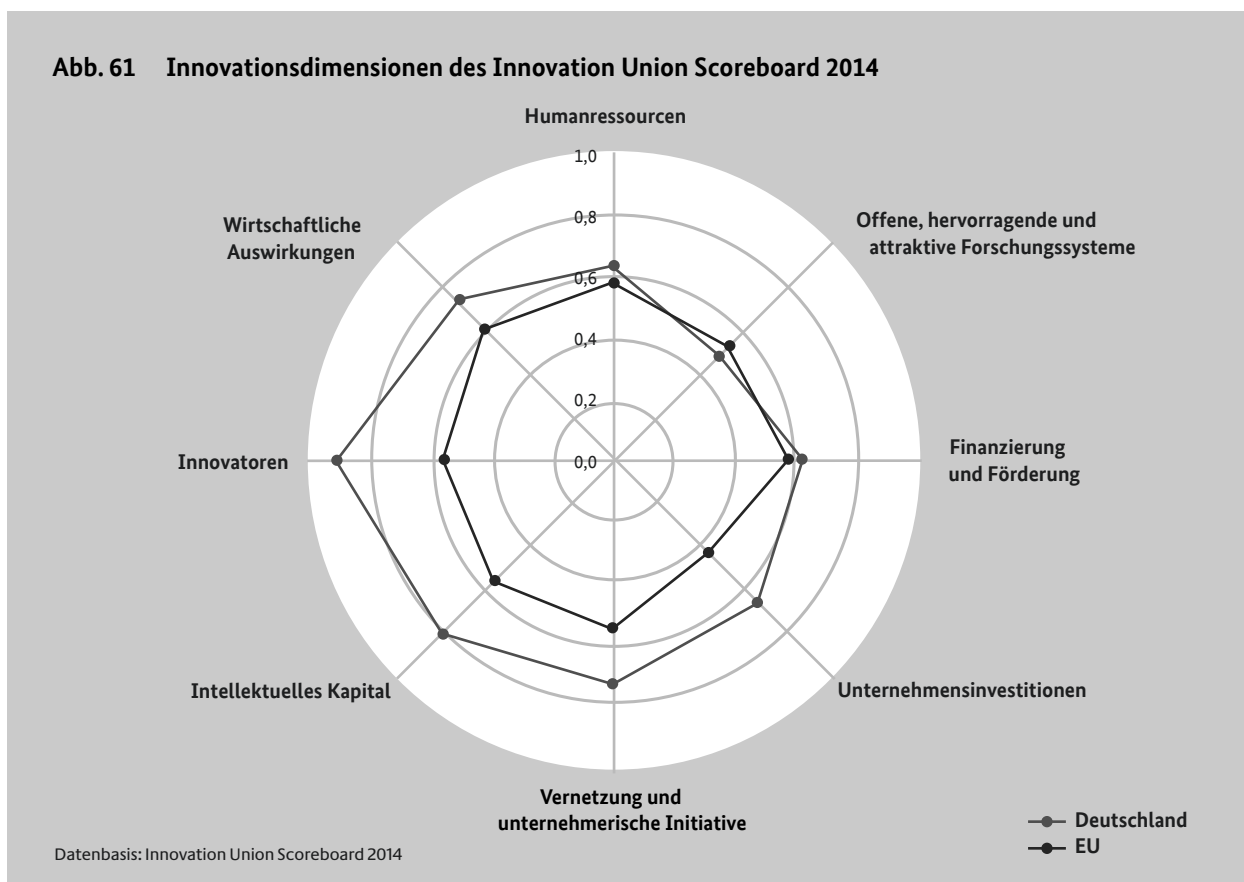 Abb. 61 Innovationsdimensionen des Innovation Union Scoreboard 2014
Humanressourcen
1,0
0,8
0,6
0,4
0,2
0,0
Offene, hervorragende und
attraktive Forschungssysteme
Finanzierung
und Förderung
Unternehmensinvestitionen
Vernetzung und
unternehmerische Initiative
Intellektuelles Kapital
Innovatoren
Wirtschaftliche
Auswirkungen
Deutschland
EU
Datenbasis: Innovation Union Scoreboard 2014